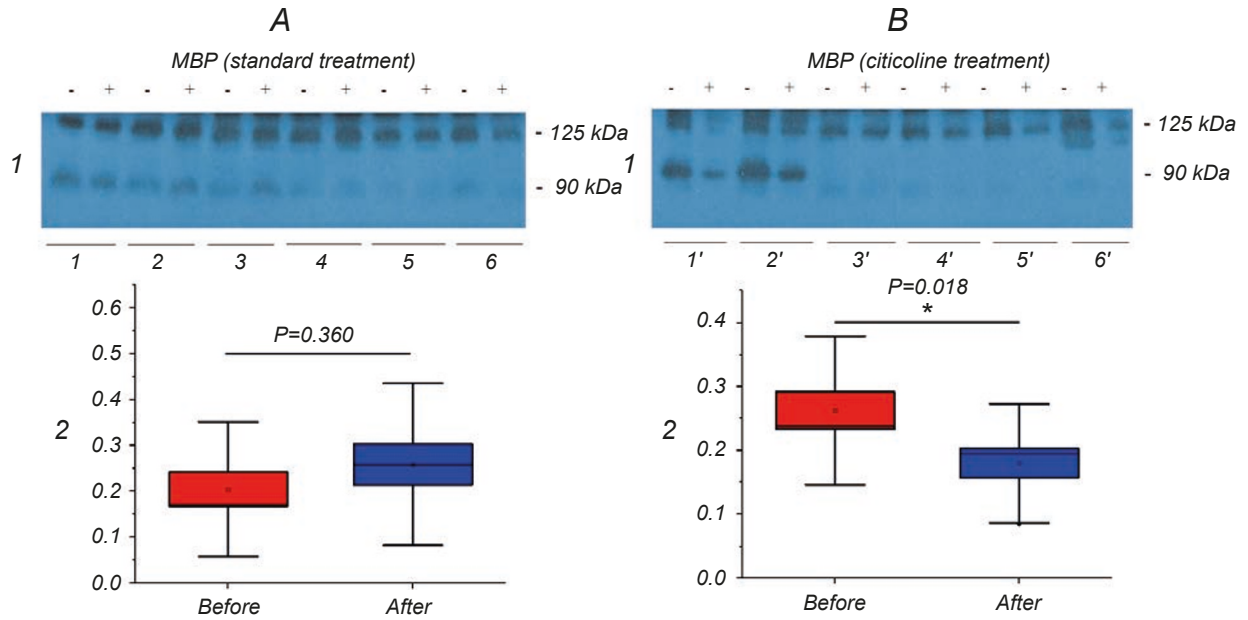 A
MBP (standard treatment)
- + - + - + - + - + - +
- 125 kDa
1
- 90 kDa
1 2 3 4 5 6
0.6
P=0.360
0.5
0.4
2
0.3
0.2
0.1
0.0
Before After
B
MBP (citicoline treatment)
- + - + - + - + - + - +
- 125 kDa
1
- 90 kDa
1' 2' 3' 4' 5' 6'
P=0.018
*
0.4
0.3
2
0.2
0.1
0.0
Before After